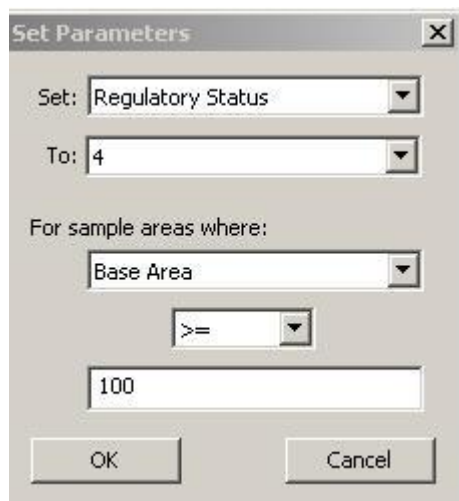 Set Parameters
Set: Regulatory Status
To: 4
For sample areas where:
Base Area
>=
100
OK Cancel